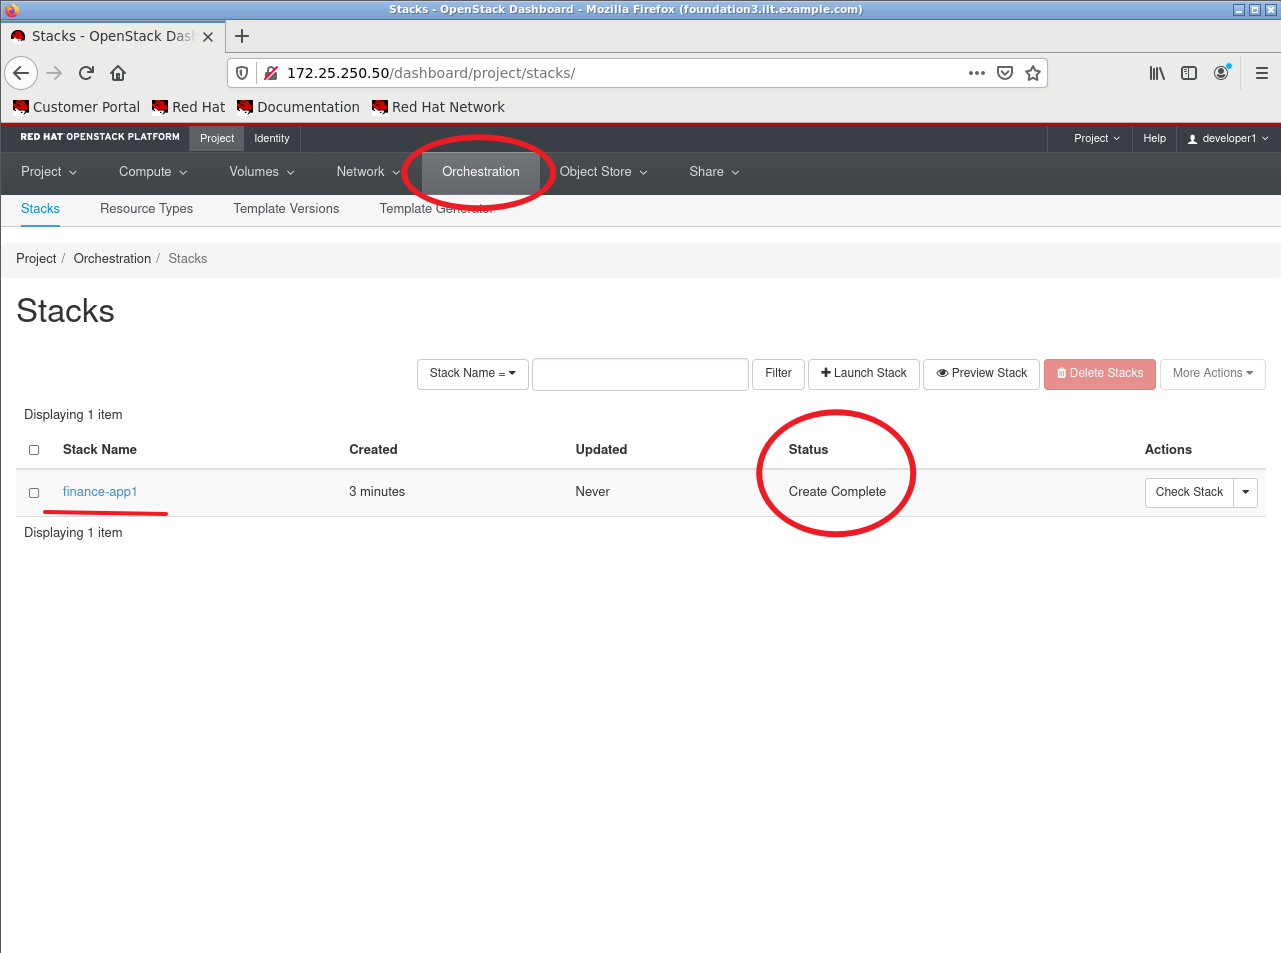 Stacks - OpenStack Dashboard - Mozilla Firefox (foundation3.ilt.example.com)
Stacks - OpenStack Das
172.25.250.50/dashboard/project/stacks/
Customer Portal Red Hat Documentation Red Hat Network
RED HAT OPENSTACK PLATFORM Project Identity Project Help developer1
Project Compute Volumes Network Orchestration Object Store Share
Stacks Resource Types Template Versions Template Generator
Project / Orchestration / Stacks
Stacks
Stack Name = Filter Launch Stack Preview Stack Delete Stacks More Actions
Displaying 1 item
Stack Name Created Updated Status Actions
finance-app1 3 minutes Never Create Complete Check Stack
Displaying 1 item